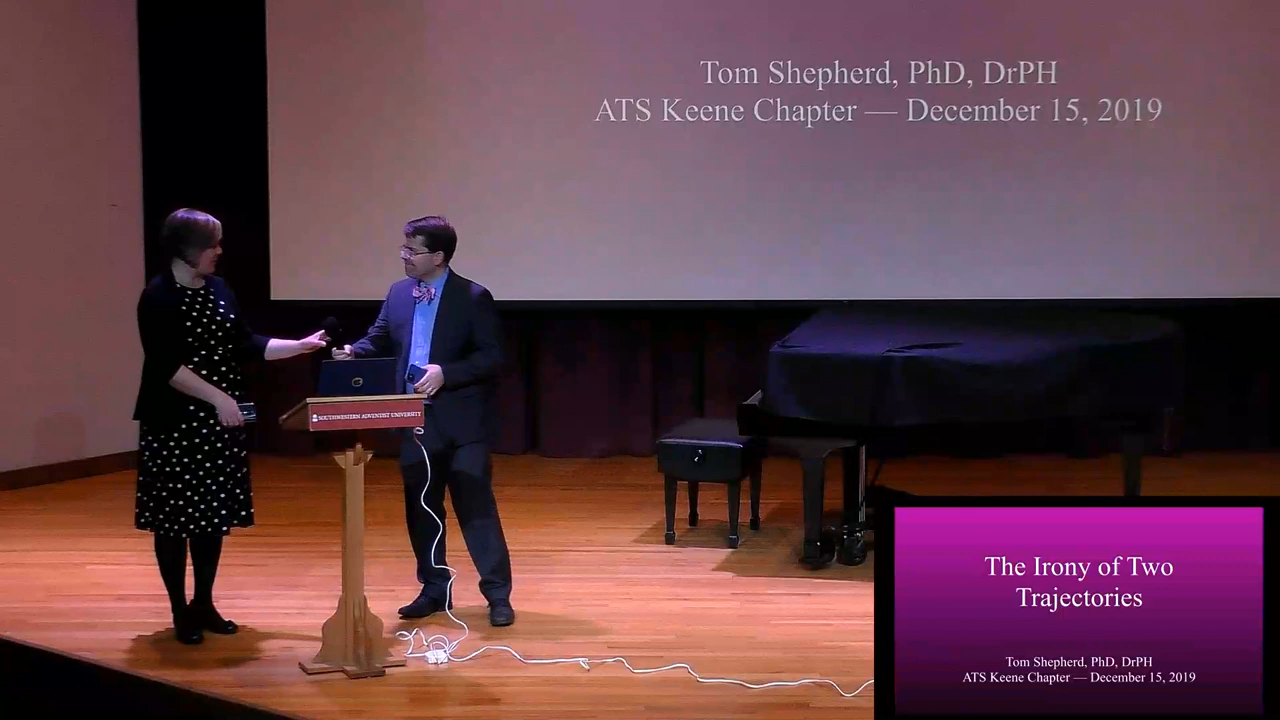 Tom Shepherd, PhD, DrPH
ATS Keene Chapter — December 15, 2019
SOUTHWESTERN ADVENTIST UNIVERSITY
The Irony of Two
Trajectories
Tom Shepherd, PhD, DrPH
ATS Keene Chapter — December 15, 2019